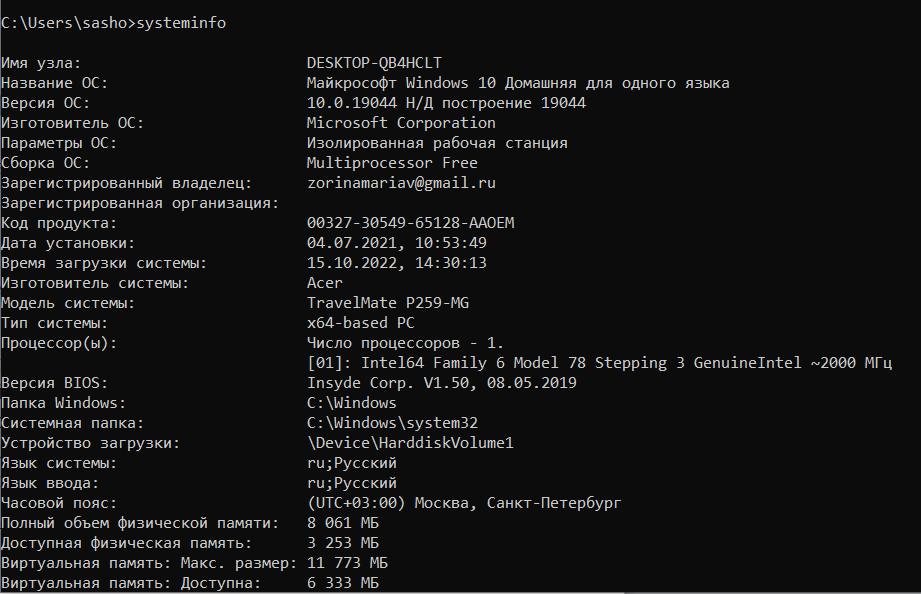 C:\Users\sasho>systeminfo
Имя узла: DESKTOP-QB4HCLT
Название ОС: Майкрософт Windows 10 Домашняя для одного языка
Версия ОС: 10.0.19044 Н/Д построение 19044
Изготовитель ОС: Microsoft Corporation
Параметры ОС: Изолированная рабочая станция
Сборка ОС: Multiprocessor Free
Зарегистрированный владелец: zorinamariav@gmail.ru
Зарегистрированная организация:
Код продукта: 00327-30549-65128-AAOEM
Дата установки: 04.07.2021, 10:53:49
Время загрузки системы: 15.10.2022, 14:30:13
Изготовитель системы: Acer
Модель системы: TravelMate P259-MG
Тип системы: x64-based PC
Процессор(ы): Число процессоров - 1.
[01]: Intel64 Family 6 Model 78 Stepping 3 GenuineIntel ~2000 МГц
Версия BIOS: Insyde Corp. V1.50, 08.05.2019
Папка Windows: C:\Windows
Системная папка: C:\Windows\system32
Устройство загрузки: \Device\HarddiskVolume1
Язык системы: ru;Русский
Язык ввода: ru;Русский
Часовой пояс: (UTC+03:00) Москва, Санкт-Петербург
Полный объем физической памяти: 8 061 МБ
Доступная физическая память: 3 253 МБ
Виртуальная память: Макс. размер: 11 773 МБ
Виртуальная память: Доступна: 6 333 МБ